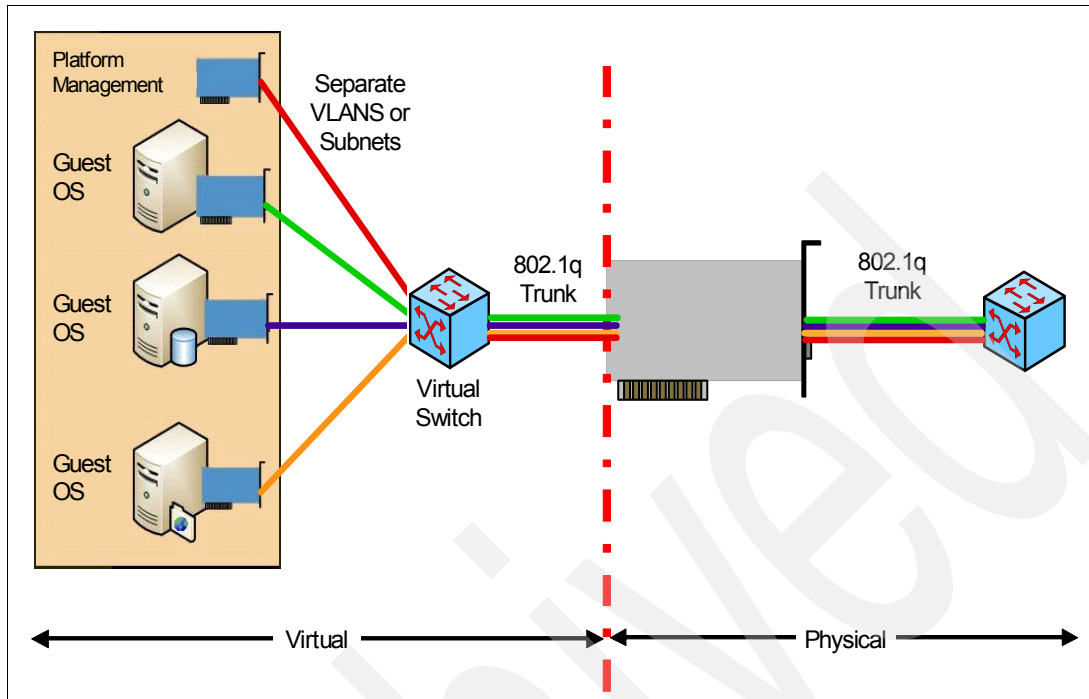 Platform
Management
Separate
VLANS or
Subnets
Guest
OS
Guest
OS
Guest
OS
802.1q
Trunk
802.1q
Trunk
Virtual
Switch
Virtual
Physical